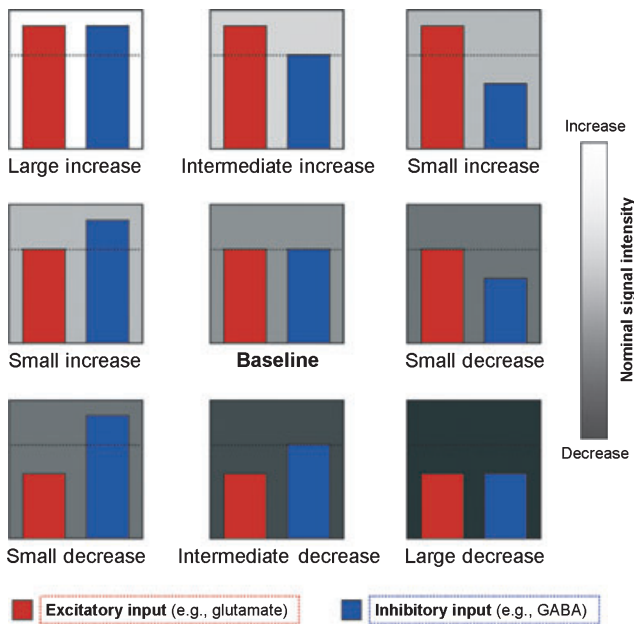 Large increase
Intermediate increase
Small increase
Small increase
Baseline
Small decrease
Small decrease
Intermediate decrease
Large decrease
Increase
Nominal signal intensity
Decrease
Excitatory input (e.g., glutamate)
Inhibitory input (e.g., GABA)